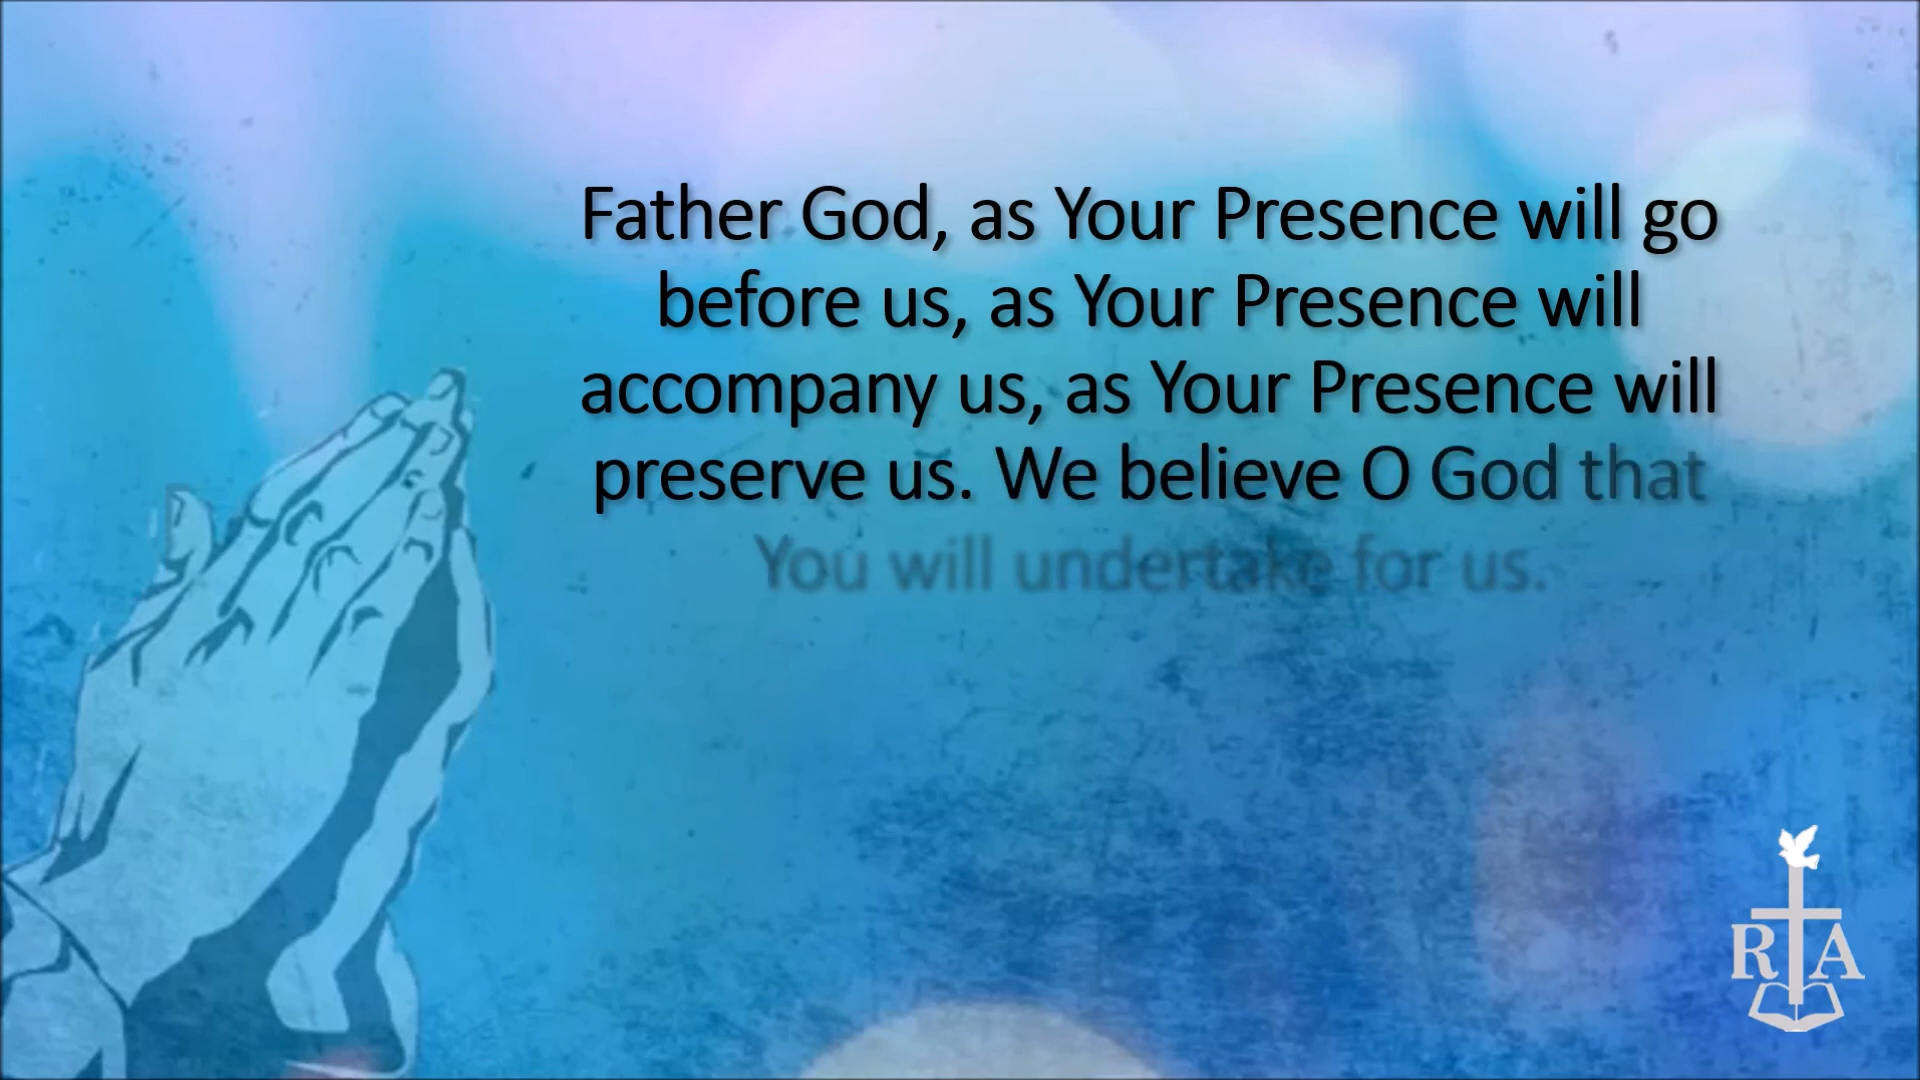 Father God, as Your Presence will go
before us, as Your Presence will
accompany us, as Your Presence will
preserve us. We believe O God that
You will undertake for us.
R A